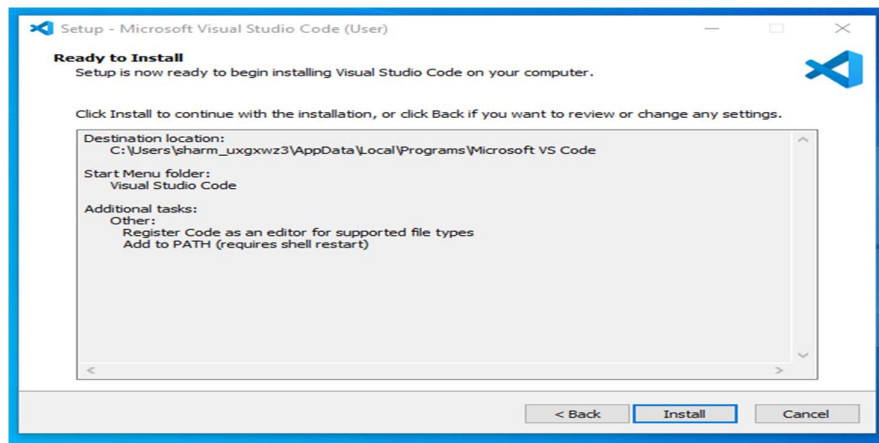 Setup - Microsoft Visual Studio Code (User)
Ready to Install
Setup is now ready to begin installing Visual Studio Code on your computer.
Click Install to continue with the installation, or click Back if you want to review or change any settings.
Destination location:
C:\Users\sharm_uxgxwz3\AppData\Local\Programs\Microsoft VS Code
Start Menu folder:
Visual Studio Code
Additional tasks:
Other:
Register Code as an editor for supported file types
Add to PATH (requires shell restart)
< Back Install Cancel